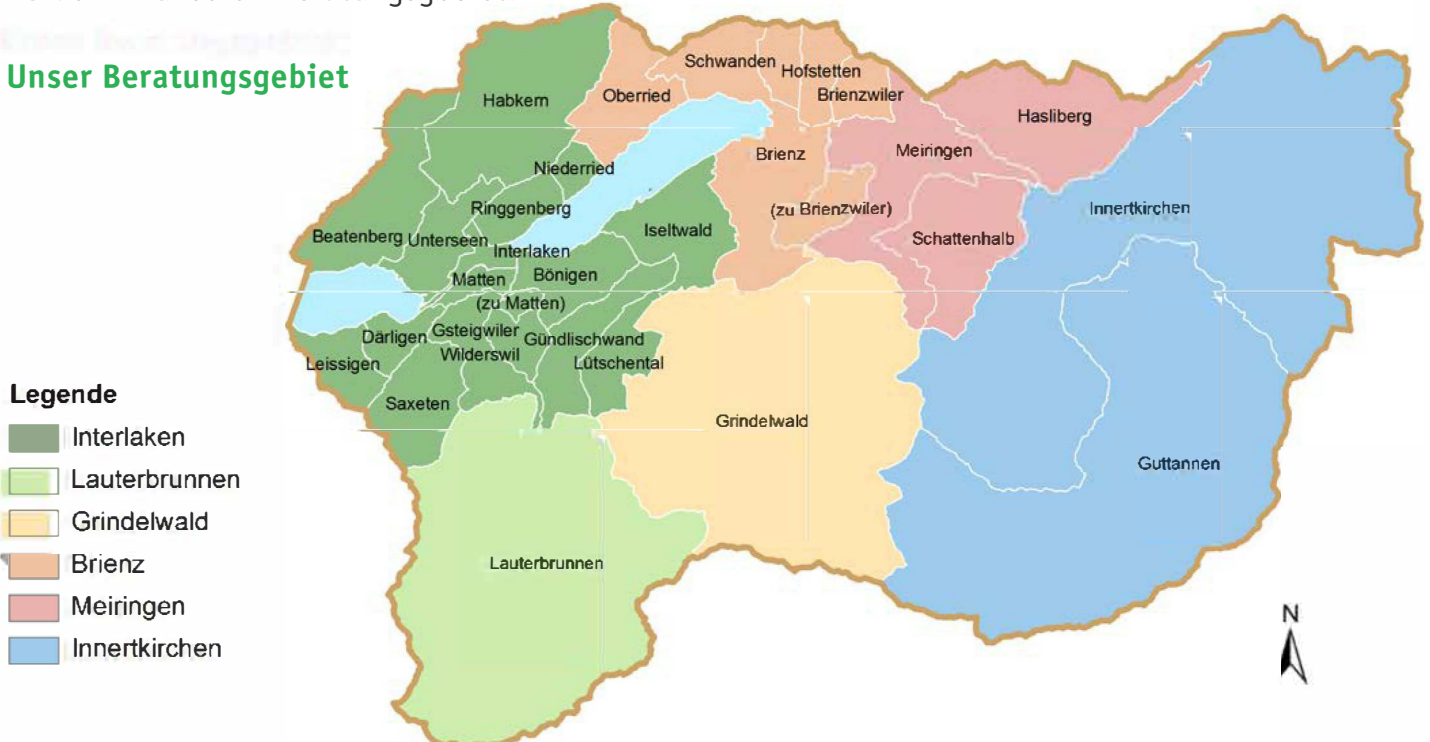 Unser Beratungsgebiet
Schwanden
Hofstetten
Habkern
Oberried
Brienzwiler
Hasliberg
Meiringen
Brienz
Niederried
Ringgenberg
(zu Brienzwiler)
Innertkirchen
Iseltwald
Beatenberg
Unterseen
Schattenhalb
Interlaken
Matten
Bönigen
(zu Matten)
Därligen
Gsteigwiler
Gündlischwand
Wilderswil
Leissigen
Lütschental
Saxeten
Grindelwald
Guttannen
Lauterbrunnen
Legende
Interlaken
Lauterbrunnen
Grindelwald
Brienz
Meiringen
Innertkirchen
N